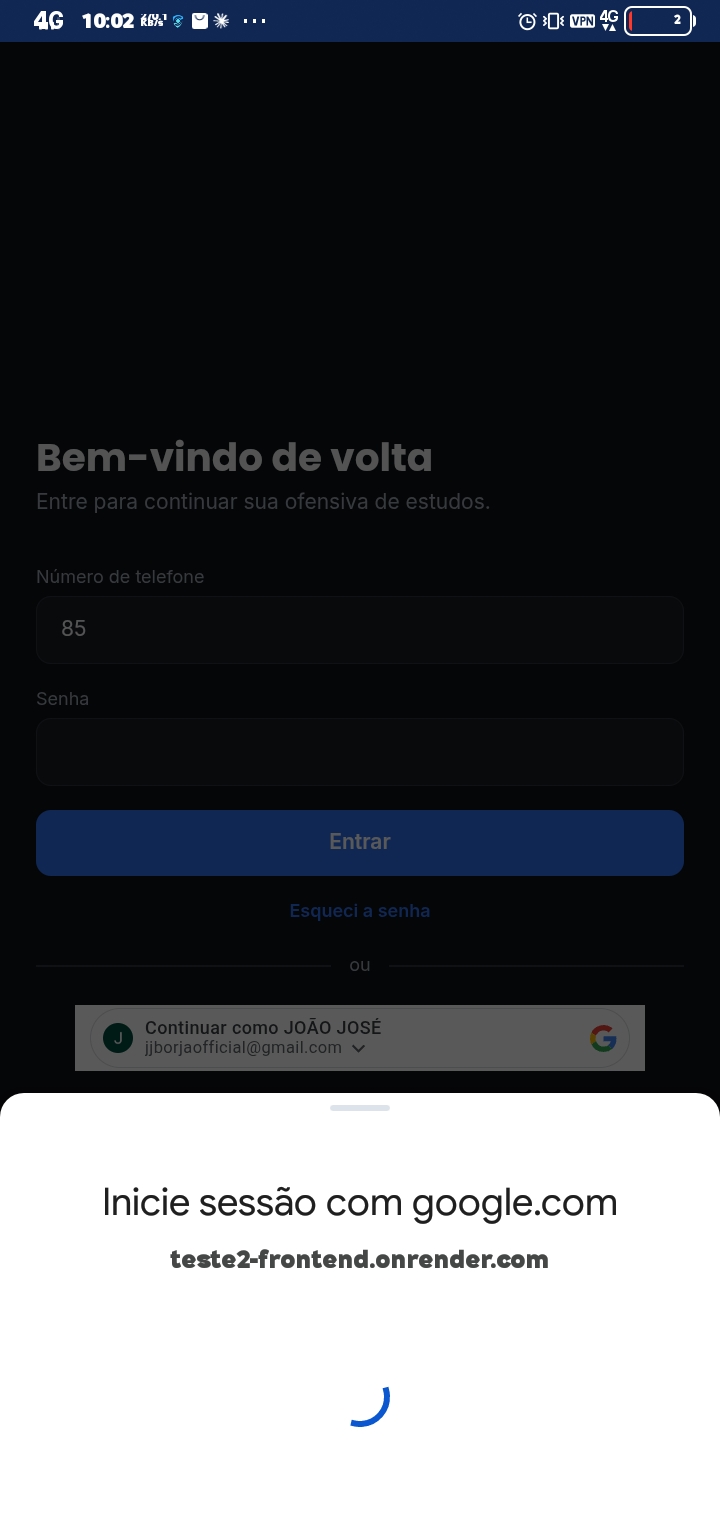 4G 10:02 KB/s VPN 4G 2
Bem-vindo de volta
Entre para continuar sua ofensiva de estudos.
Número de telefone
85
Senha
Entrar
Esqueci a senha
ou
J Continuar como JOÃO JOSÉ
jjborjaofficial@gmail.com
Inicie sessão com google.com
teste2-frontend.onrender.com